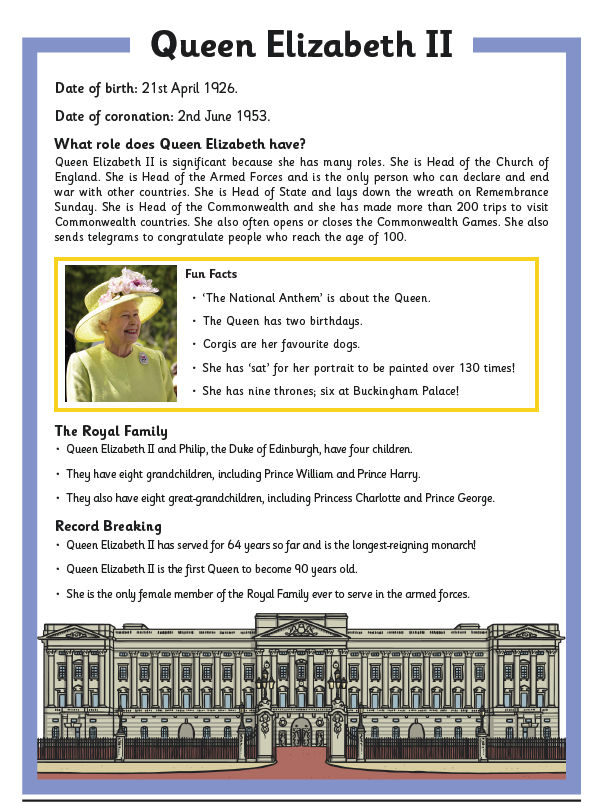 Queen Elizabeth II
Date of birth: 21st April 1926.
Date of coronation: 2nd June 1953.
What role does Queen Elizabeth have?
Queen Elizabeth II is significant because she has many roles. She is Head of the Church of
England. She is Head of the Armed Forces and is the only person who can declare and end
war with other countries. She is Head of State and lays down the wreath on Remembrance
Sunday. She is Head of the Commonwealth and she has made more than 200 trips to visit
Commonwealth countries. She also often opens or closes the Commonwealth Games. She also
sends telegrams to congratulate people who reach the age of 100.
Fun Facts
• ‘The National Anthem’ is about the Queen.
• The Queen has two birthdays.
• Corgis are her favourite dogs.
• She has ‘sat’ for her portrait to be painted over 130 times!
• She has nine thrones; six at Buckingham Palace!
The Royal Family
• Queen Elizabeth II and Philip, the Duke of Edinburgh, have four children.
• They have eight grandchildren, including Prince William and Prince Harry.
• They also have eight great-grandchildren, including Princess Charlotte and Prince George.
Record Breaking
• Queen Elizabeth II has served for 64 years so far and is the longest-reigning monarch!
• Queen Elizabeth II is the first Queen to become 90 years old.
• She is the only female member of the Royal Family ever to serve in the armed forces.